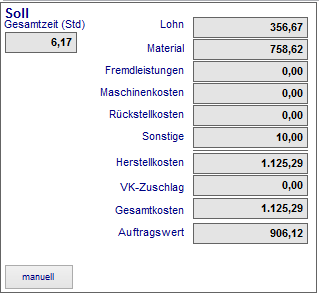 Soll
Gesamtzeit (Std)
6,17
Lohn 356,67
Material 758,62
Fremdleistungen 0,00
Maschinenkosten 0,00
Rückstellkosten 0,00
Sonstige 10,00
Herstellkosten 1.125,29
VK-Zuschlag 0,00
Gesamtkosten 1.125,29
Auftragswert 906,12
manuell